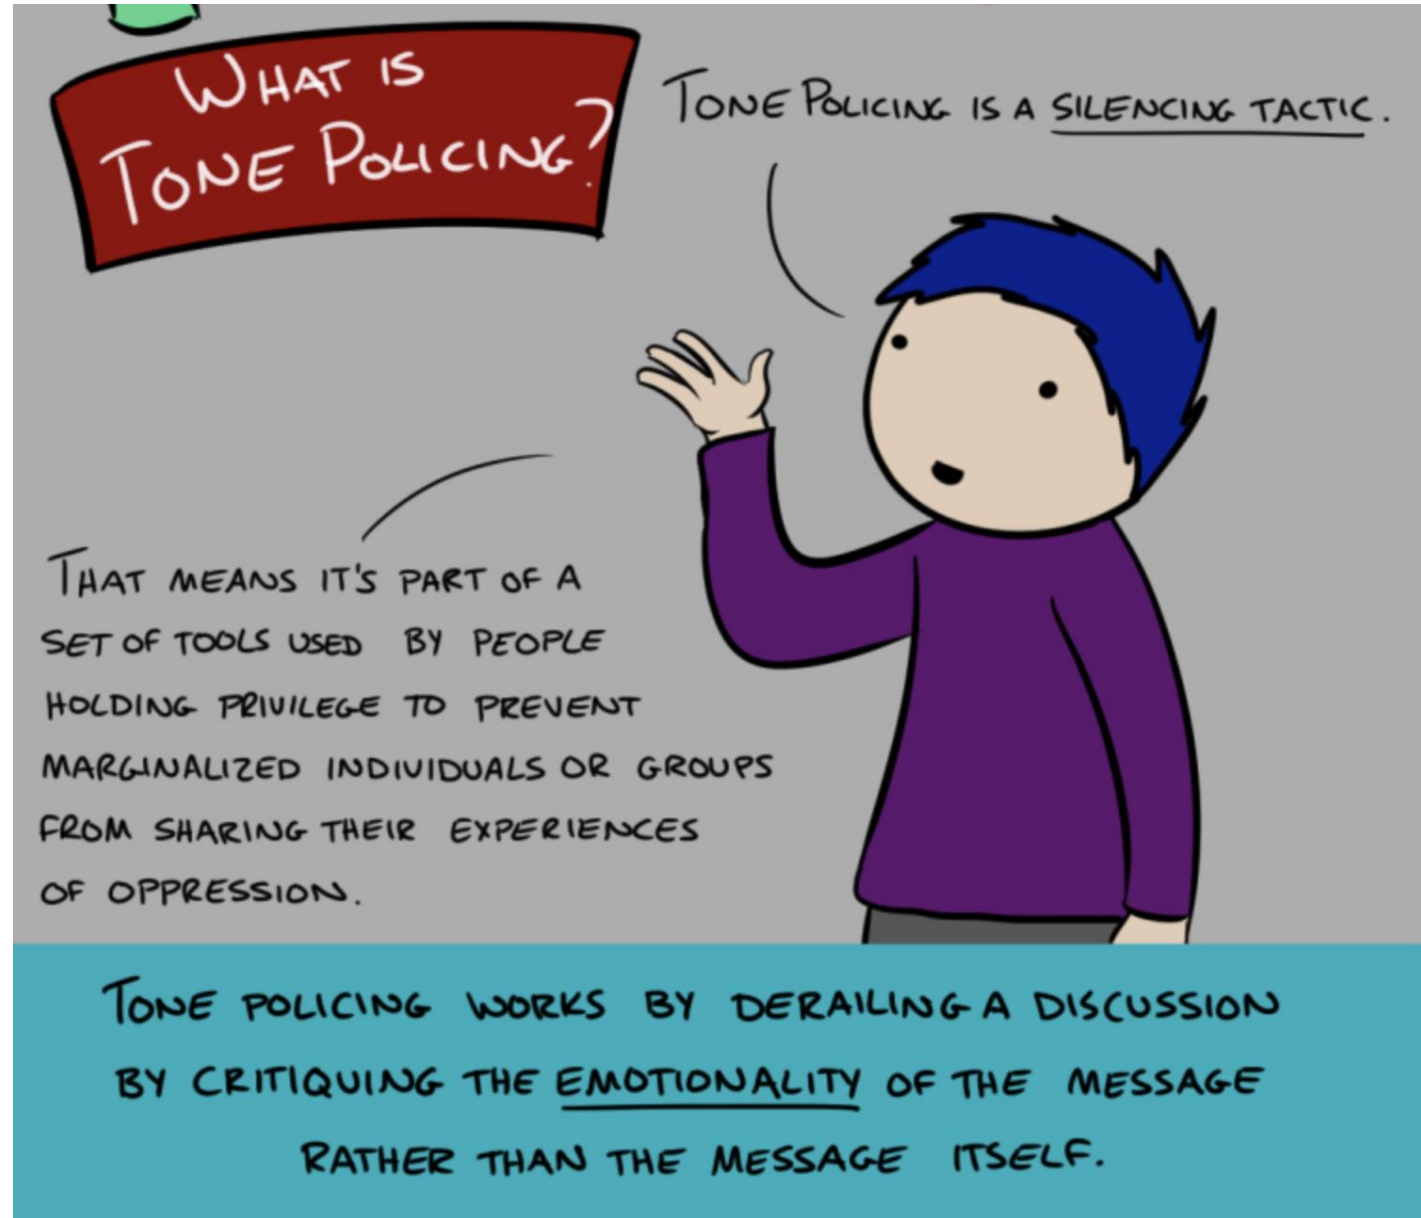 WHAT IS
TONE POLICING?
TONE POLICING IS A SILENCING TACTIC.
THAT MEANS IT'S PART OF A
SET OF TOOLS USED BY PEOPLE
HOLDING PRIVILEGE TO PREVENT
MARGINALIZED INDIVIDUALS OR GROUPS
FROM SHARING THEIR EXPERIENCES
OF OPPRESSION.
TONE POLICING WORKS BY DERAILING A DISCUSSION
BY CRITIQUING THE EMOTIONALITY OF THE MESSAGE
RATHER THAN THE MESSAGE ITSELF.